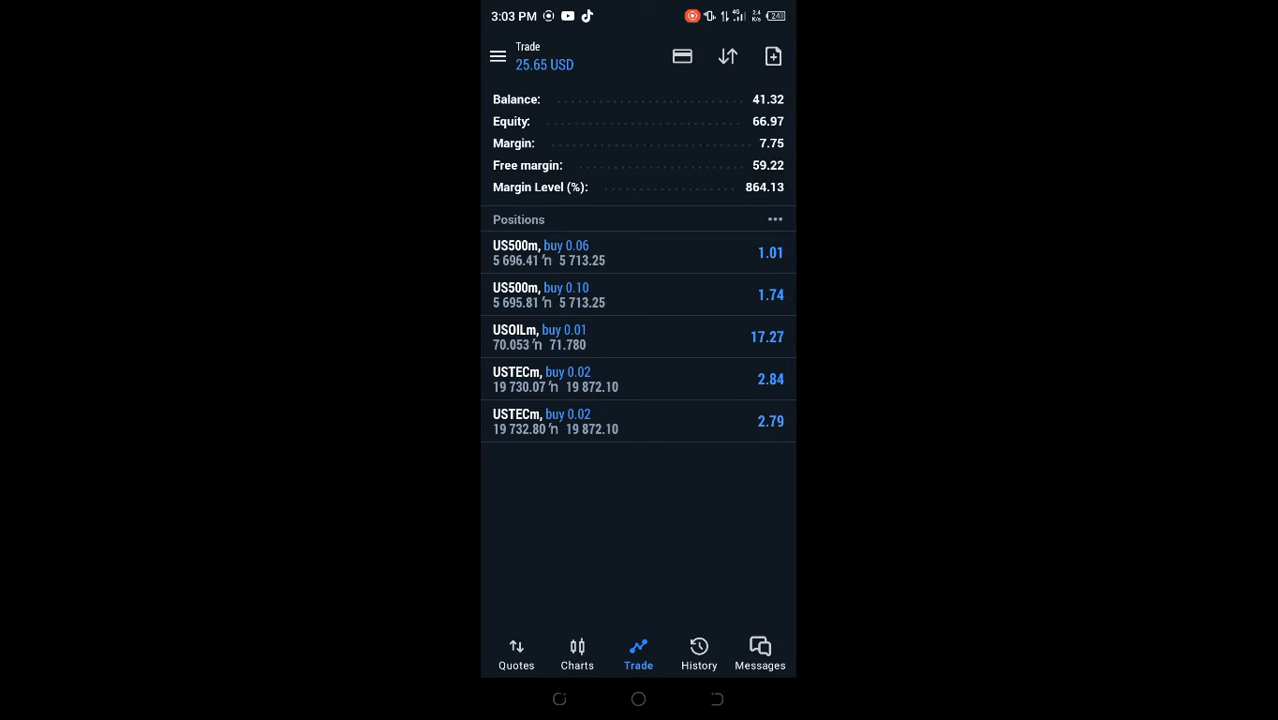 3:03 PM
4G 2.4 K/s 24
Trade
25.65 USD
Balance: 41.32
Equity: 66.97
Margin: 7.75
Free margin: 59.22
Margin Level (%): 864.13
Positions
US500m, buy 0.06 1.01
5 696.41 5 713.25
US500m, buy 0.10 1.74
5 695.81 5 713.25
USOILm, buy 0.01 17.27
70.053 71.780
USTECm, buy 0.02 2.84
19 730.07 19 872.10
USTECm, buy 0.02 2.79
19 732.80 19 872.10
Quotes Charts Trade History Messages